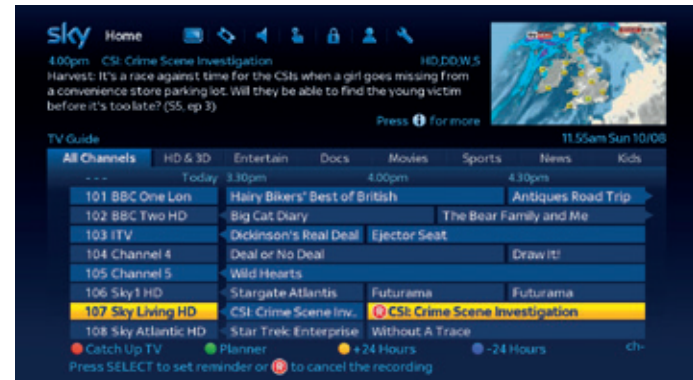 sky Home
4.00pm CSI: Crime Scene Investigation HD,DD,W,S
Harvest: It's a race against time for the CSIs when a girl goes missing from
a convenience store parking lot. Will they be able to find the young victim
before it's too late? (S5, ep 3)
Press i for more
TV Guide 11.55am Sun 10/08
All Channels HD & 3D Entertain Docs Movies Sports News Kids
--- Today 3.30pm 4.00pm 4.30pm
101 BBC One Lon Hairy Bikers' Best of British Antiques Road Trip
102 BBC Two HD Big Cat Diary The Bear Family and Me
103 ITV Dickinson's Real Deal Ejector Seat
104 Channel 4 Deal or No Deal Draw It!
105 Channel 5 Wild Hearts
106 Sky1 HD Stargate Atlantis Futurama Futurama
107 Sky Living HD CSI: Crime Scene Inv.. R CSI: Crime Scene Investigation
108 Sky Atlantic HD Star Trek: Enterprise Without A Trace
Catch Up TV Planner +24 Hours -24 Hours ch-
Press SELECT to set reminder or R to cancel the recording